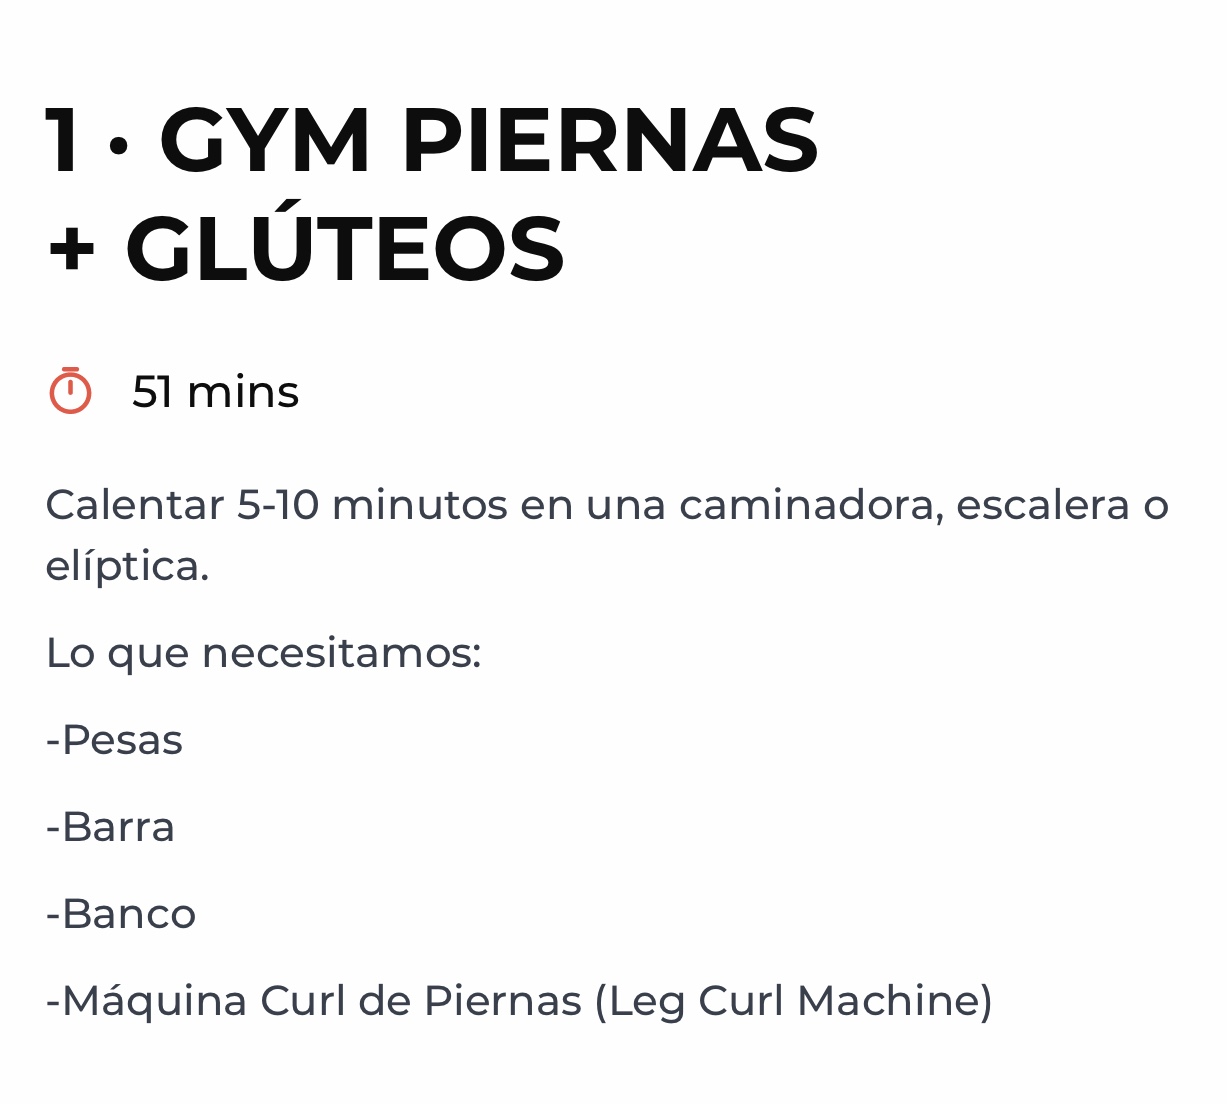 1 · GYM PIERNAS
+ GLÚTEOS
51 mins
Calentar 5-10 minutos en una caminadora, escalera o
elíptica.
Lo que necesitamos:
-Pesas
-Barra
-Banco
-Máquina Curl de Piernas (Leg Curl Machine)